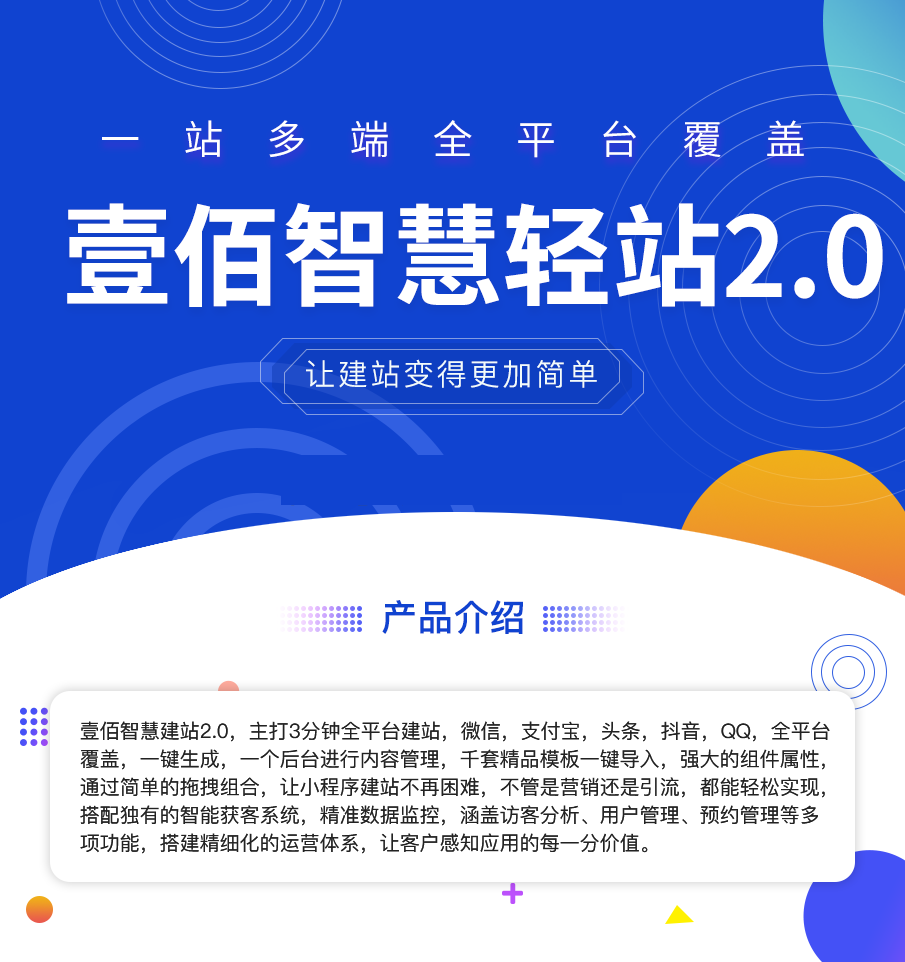 一站多端全平台覆盖
壹佰智慧轻站2.0
让建站变得更加简单
产品介绍
壹佰智慧建站2.0，主打3分钟全平台建站，微信，支付宝，头条，抖音，QQ，全平台
覆盖，一键生成，一个后台进行内容管理，千套精品模板一键导入，强大的组件属性，
通过简单的拖拽组合，让小程序建站不再困难，不管是营销还是引流，都能轻松实现，
搭配独有的智能获客系统，精准数据监控，涵盖访客分析、用户管理、预约管理等多
项功能，搭建精细化的运营体系，让客户感知应用的每一分价值。